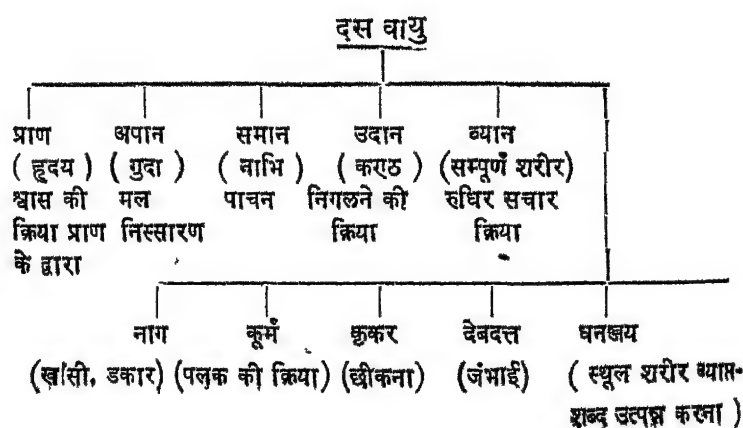 दस वायु
प्राण अपान समान उदान व्यान
( हृदय ) ( गुदा ) ( नाभि ) ( कण्ठ ) (सम्पूर्ण शरीर)
श्वास की मल पाचन निगलने की रुधिर सचार
क्रिया प्राण निस्सारण क्रिया क्रिया
के द्वारा
नाग कूर्म कृकर देवदत्त धनञ्जय
(खांसी, डकार) (पलक की क्रिया) (छीकना) (जंभाई) ( स्थूल शरीर व्याप्त-
शब्द उत्पन्न करना )